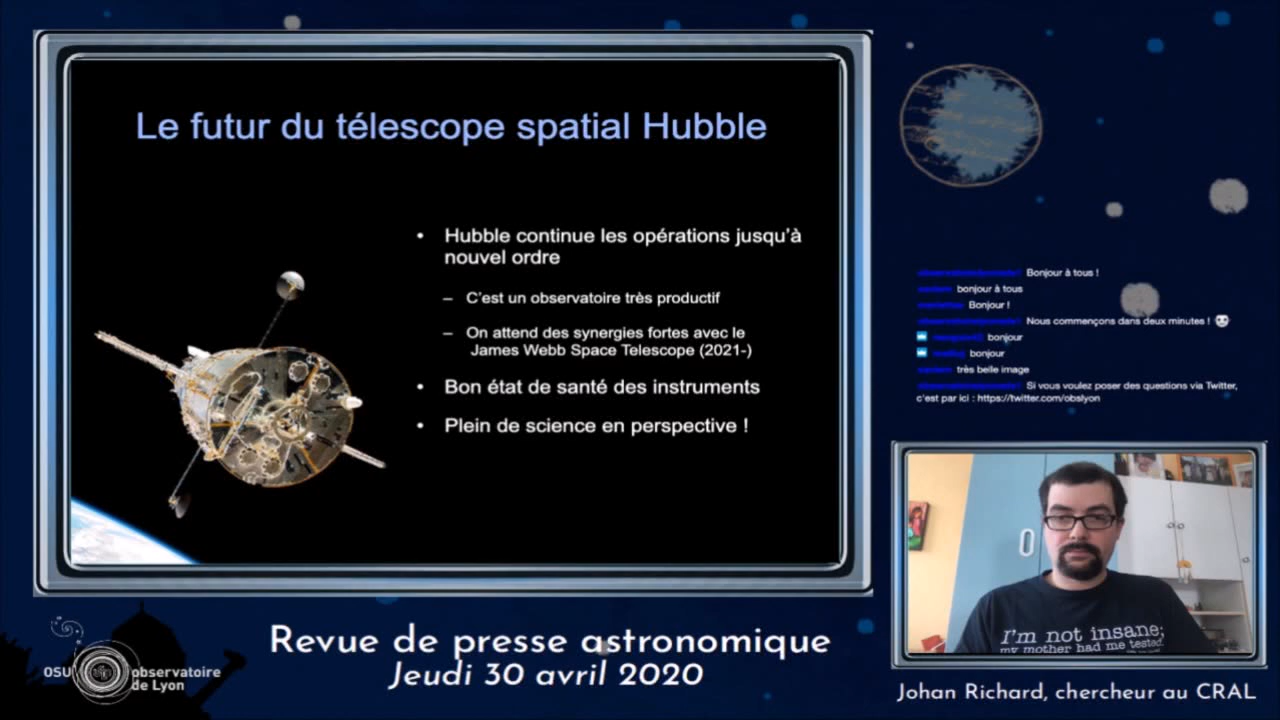 Le futur du télescope spatial Hubble
• Hubble continue les opérations jusqu'à
nouvel ordre
– C'est un observatoire très productif
– On attend des synergies fortes avec le
James Webb Space Telescope (2021-)
• Bon état de santé des instruments
• Plein de science en perspective !
Bonjour à tous !
bonjour à tous
Bonjour !
Nous commençons dans deux minutes !
bonjour
bonjour
très belle image
Si vous voulez poser des questions via Twitter,
c'est par ici : https://twitter.com/obslyon
I'm not insane;
my mother had me tested.
Revue de presse astronomique
Jeudi 30 avril 2020
OSUL
observatoire
de Lyon
Johan Richard, chercheur au CRAL